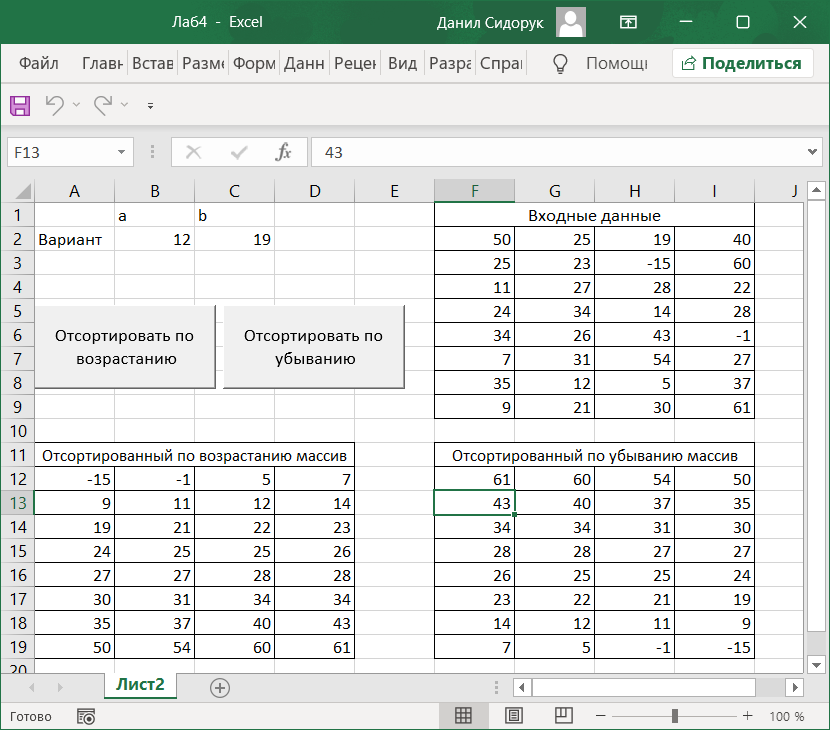 Лаб4 - Excel
Данил Сидорук
Файл Главн Встав Разме Форм Данн Рецен Вид Разра Справ Помощь
Поделиться
F13
fx
43
A B C D E F G H I J
1 a b Входные данные
2 Вариант 12 19 50 25 19 40
3 25 23 -15 60
4 11 27 28 22
5 24 34 14 28
6 Отсортировать по Отсортировать по 34 26 43 -1
7 возрастанию убыванию 7 31 54 27
8 35 12 5 37
9 9 21 30 61
10
11 Отсортированный по возрастанию массив Отсортированный по убыванию массив
12 -15 -1 5 7 61 60 54 50
13 9 11 12 14 43 40 37 35
14 19 21 22 23 34 34 31 30
15 24 25 25 26 28 28 27 27
16 27 27 28 28 26 25 25 24
17 30 31 34 34 23 22 21 19
18 35 37 40 43 14 12 11 9
19 50 54 60 61 7 5 -1 -15
20
Лист2
Готово
100 %